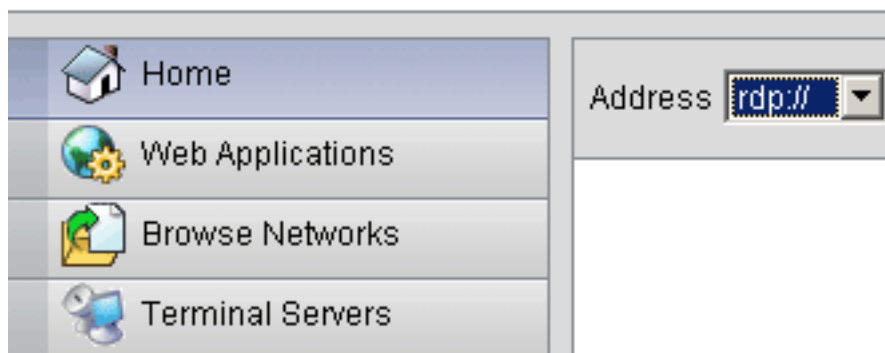 Home
Web Applications
Browse Networks
Terminal Servers
Address rdp://